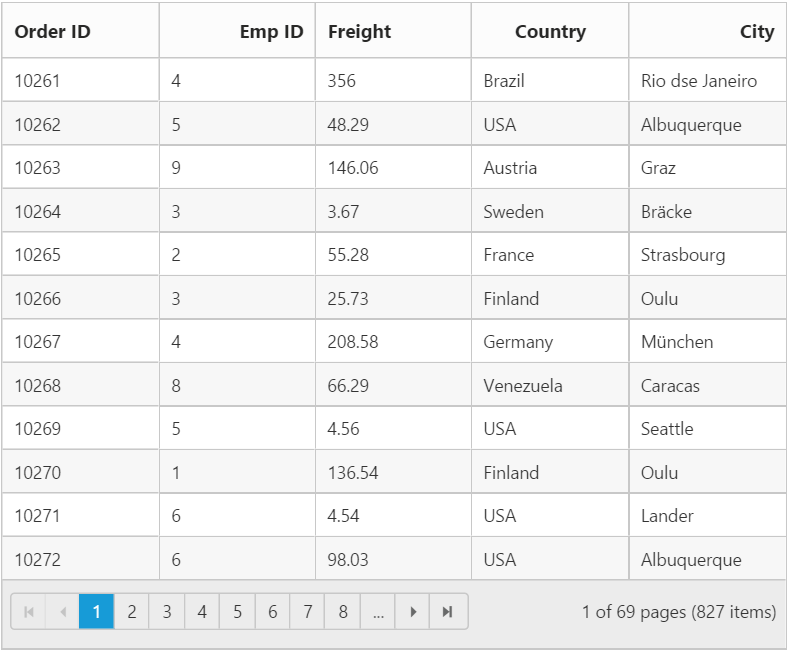 Order ID Emp ID Freight Country City
10261 4 356 Brazil Rio dse Janeiro
10262 5 48.29 USA Albuquerque
10263 9 146.06 Austria Graz
10264 3 3.67 Sweden Bräcke
10265 2 55.28 France Strasbourg
10266 3 25.73 Finland Oulu
10267 4 208.58 Germany München
10268 8 66.29 Venezuela Caracas
10269 5 4.56 USA Seattle
10270 1 136.54 Finland Oulu
10271 6 4.54 USA Lander
10272 6 98.03 USA Albuquerque
1 2 3 4 5 6 7 8 ... 1 of 69 pages (827 items)